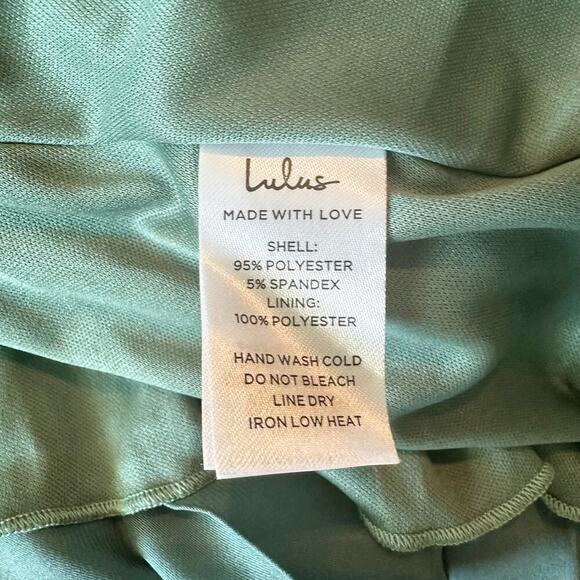 Lulus
MADE WITH LOVE
SHELL:
95% POLYESTER
5% SPANDEX
LINING:
100% POLYESTER
HAND WASH COLD
DO NOT BLEACH
LINE DRY
IRON LOW HEAT